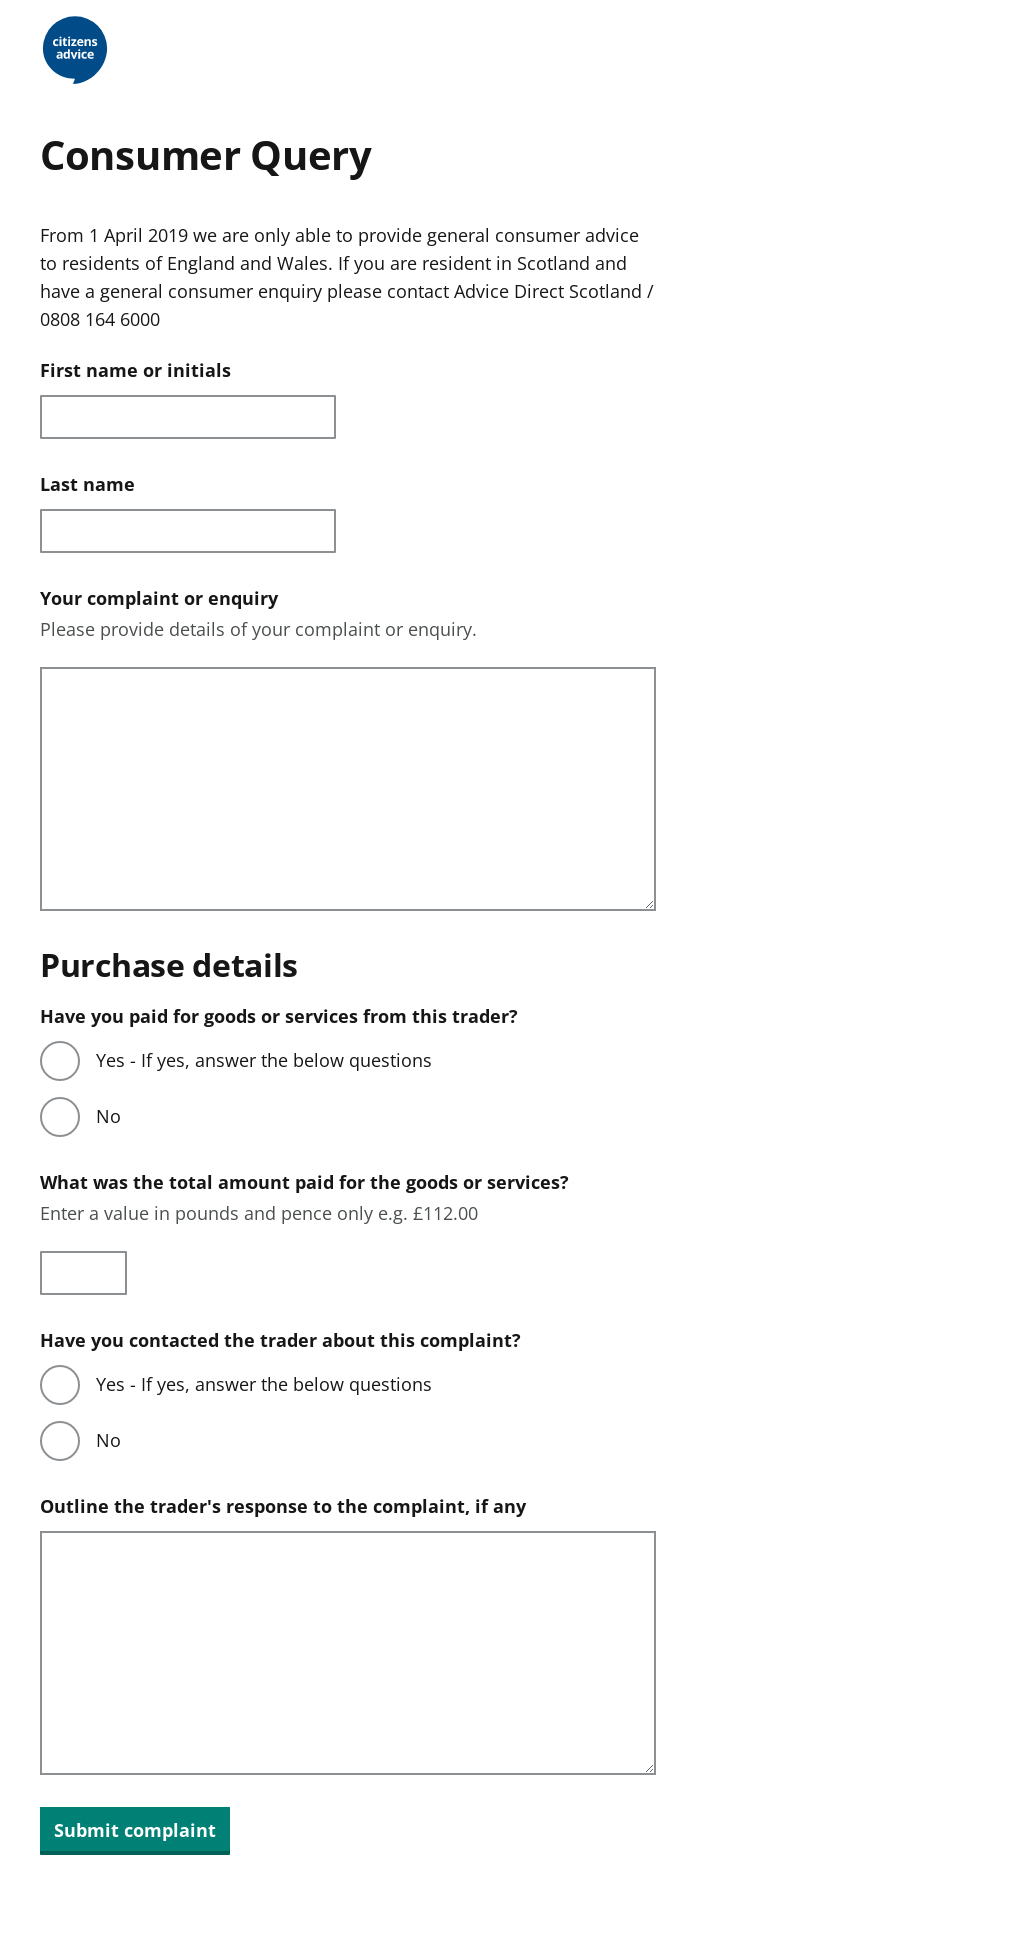 citizens
advice
Consumer Query
From 1 April 2019 we are only able to provide general consumer advice
to residents of England and Wales. If you are resident in Scotland and
have a general consumer enquiry please contact Advice Direct Scotland /
0808 164 6000
First name or initials
Last name
Your complaint or enquiry
Please provide details of your complaint or enquiry.
Purchase details
Have you paid for goods or services from this trader?
Yes - If yes, answer the below questions
No
What was the total amount paid for the goods or services?
Enter a value in pounds and pence only e.g. £112.00
Have you contacted the trader about this complaint?
Yes - If yes, answer the below questions
No
Outline the trader's response to the complaint, if any
Submit complaint